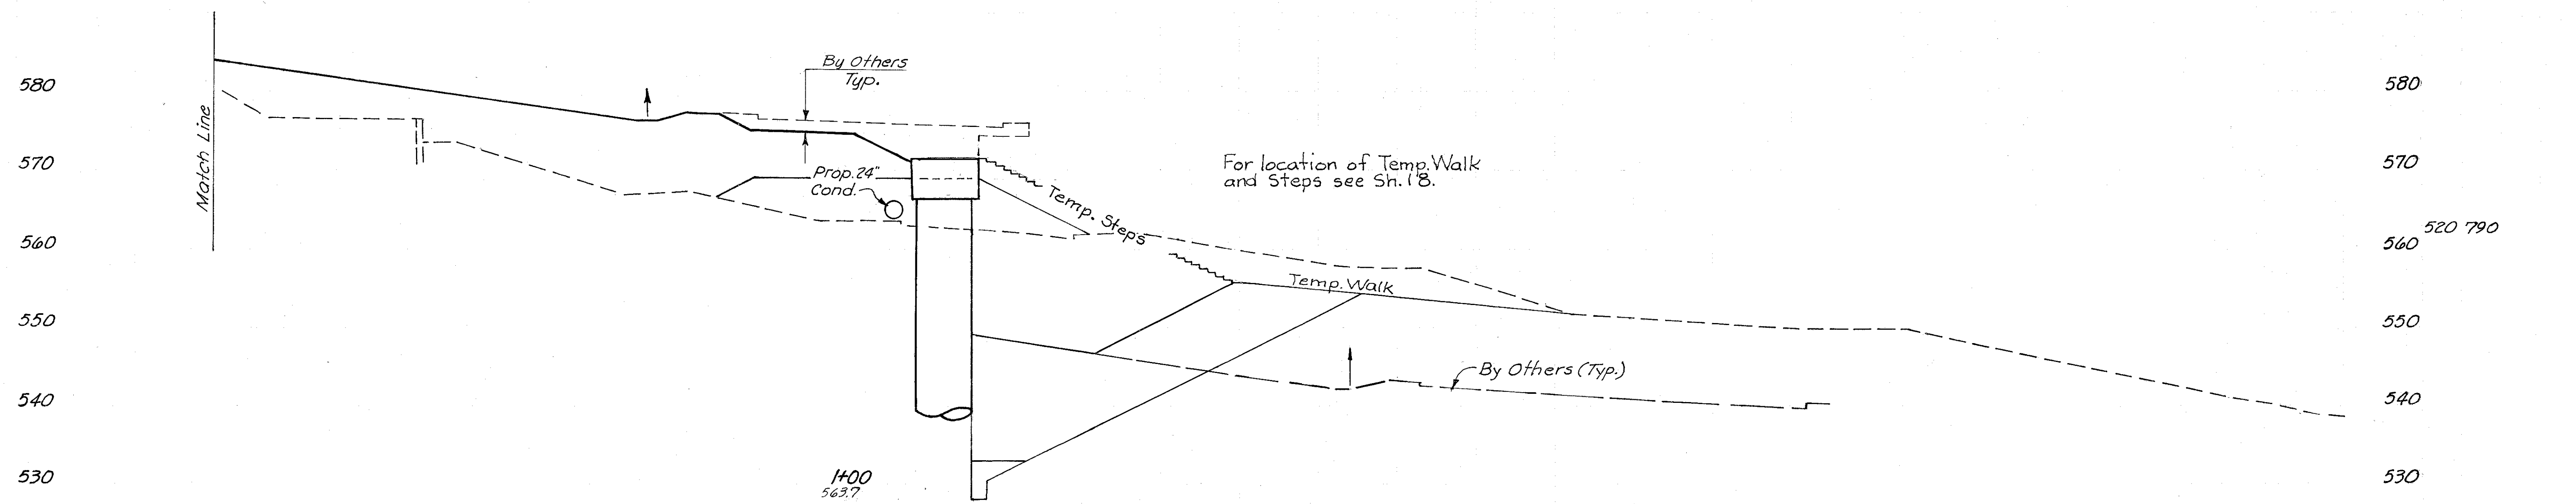 By Others
Typ.
580
580
Match Line
570
570
For location of Temp. Walk
and Steps see Sh. 18.
Prop. 24"
Cond.
Temp. Steps
560
560
520 790
Temp. Walk
550
550
By Others (Typ.)
540
540
530
530
1+00
563.7